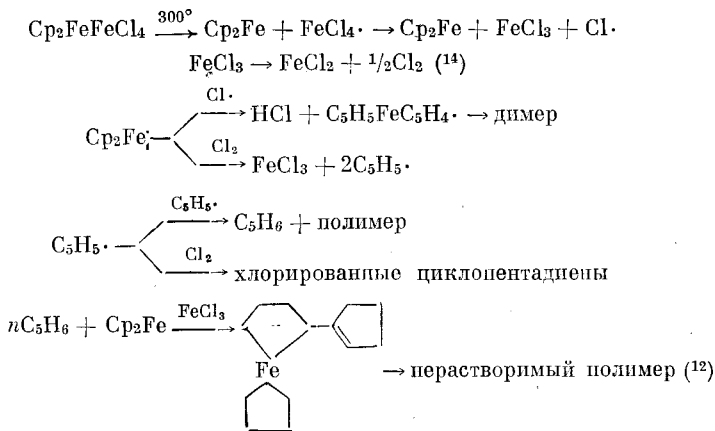 Cp₂FeFeCl₄ —300°→ Cp₂Fe + FeCl₄· → Cp₂Fe + FeCl₃ + Cl·
FeCl₃ → FeCl₂ + ¹/₂Cl₂ (¹⁴)
Cl·
→ HCl + C₅H₅FeC₅H₄· → димер
Cp₂Fe
Cl₂
→ FeCl₃ + 2C₅H₅·
C₅H₅·
→ C₅H₆ + полимер
C₅H₅·
Cl₂
→ хлорированные циклопентадиены
nC₅H₆ + Cp₂Fe —FeCl₃→
Fe
→ нерастворимый полимер (¹²)